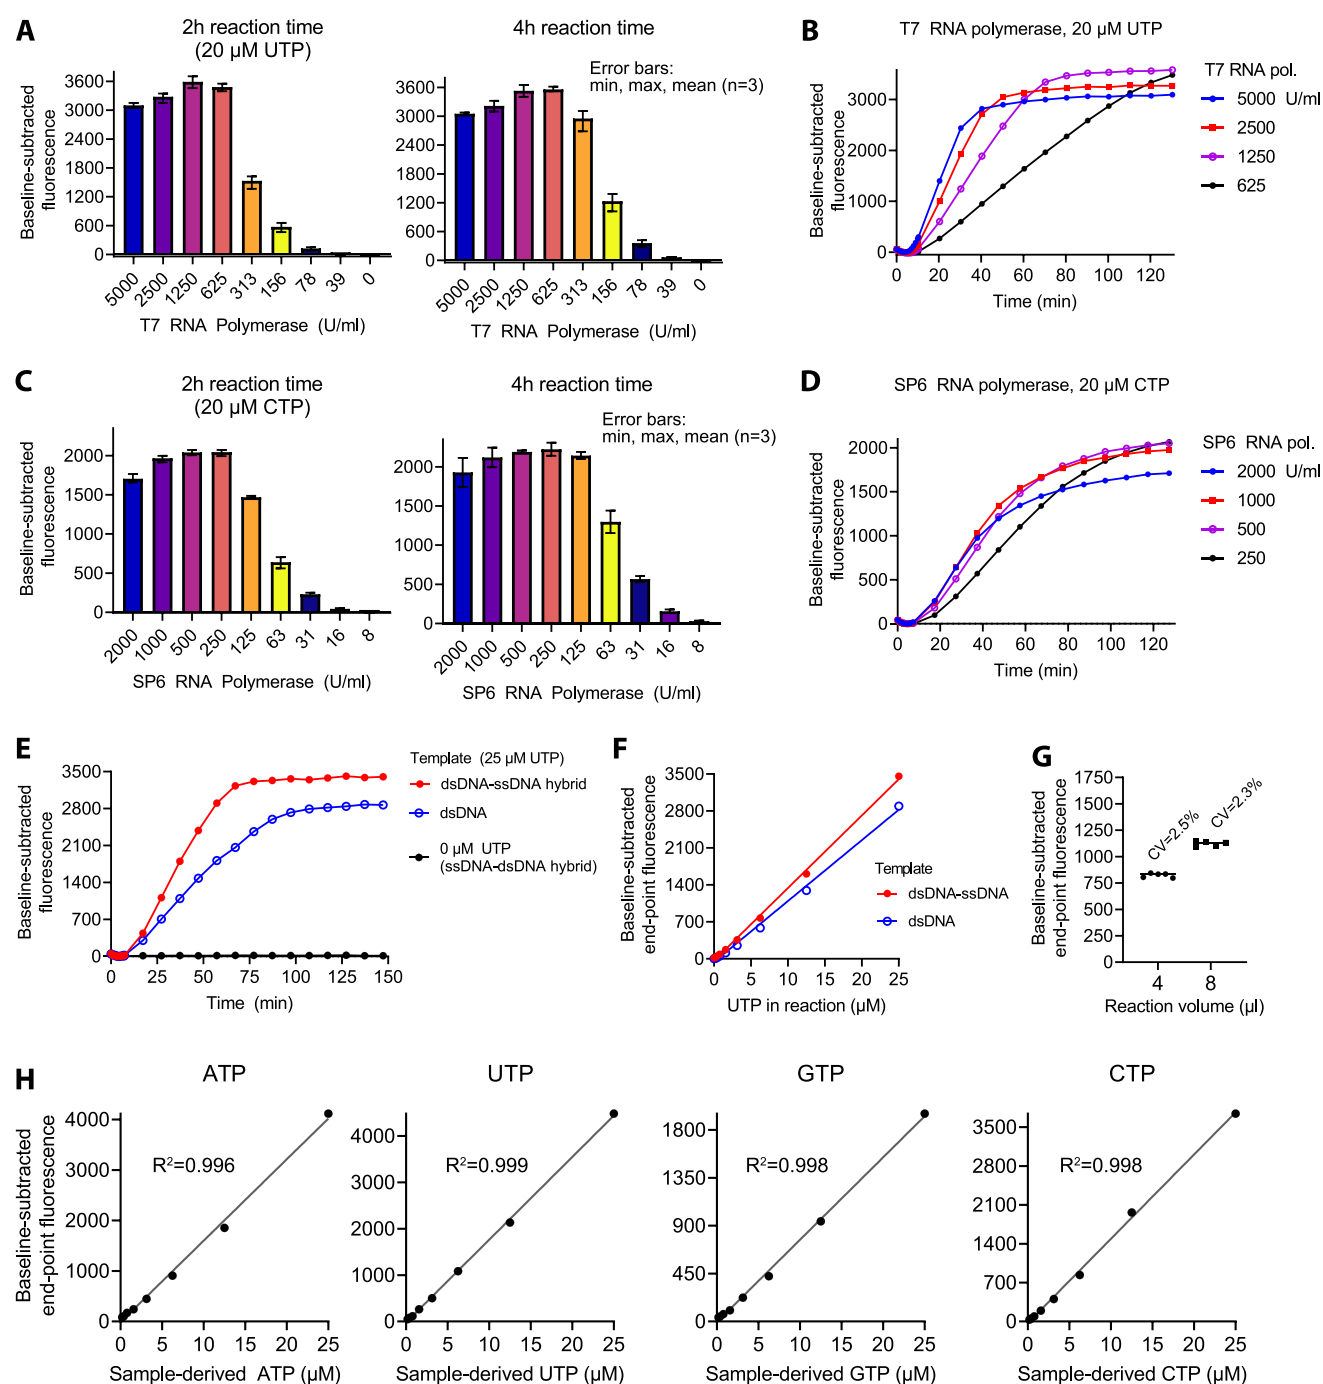 A
2h reaction time
(20 µM UTP)
Baseline-subtracted
fluorescence
3600
3000
2400
1800
1200
600
0
5000
2500
1250
625
313
156
78
39
0
T7 RNA Polymerase (U/ml)
4h reaction time
Error bars:
min, max, mean (n=3)
3600
3000
2400
1800
1200
600
0
5000
2500
1250
625
313
156
78
39
0
T7 RNA Polymerase (U/ml)
B
T7 RNA polymerase, 20 µM UTP
Baseline-subtracted
fluorescence
3000
2000
1000
0
0
20
40
60
80
100
120
Time (min)
T7 RNA pol.
5000 U/ml
2500
1250
625
C
2h reaction time
(20 µM CTP)
Baseline-subtracted
fluorescence
2000
1500
1000
500
0
2000
1000
500
250
125
63
31
16
8
SP6 RNA Polymerase (U/ml)
4h reaction time
Error bars:
min, max, mean (n=3)
2000
1500
1000
500
0
2000
1000
500
250
125
63
31
16
8
SP6 RNA Polymerase (U/ml)
D
SP6 RNA polymerase, 20 µM CTP
Baseline-subtracted
fluorescence
2000
1500
1000
500
0
0
20
40
60
80
100
120
Time (min)
SP6 RNA pol.
2000 U/ml
1000
500
250
E
Baseline-subtracted
fluorescence
3500
2800
2100
1400
700
0
0
25
50
75
100
125
150
Time (min)
Template (25 µM UTP)
dsDNA-ssDNA hybrid
dsDNA
0 µM UTP
(ssDNA-dsDNA hybrid)
F
Baseline-subtracted
end-point fluorescence
3500
2800
2100
1400
700
0
0
5
10
15
20
25
UTP in reaction (µM)
Template
dsDNA-ssDNA
dsDNA
G
Baseline-subtracted
end-point fluorescence
1750
1500
1250
1000
750
500
250
0
CV=2.5%
CV=2.3%
4
8
Reaction volume (µl)
H
ATP
Baseline-subtracted
end-point fluorescence
4000
3000
2000
1000
0
R²=0.996
0
5
10
15
20
25
Sample-derived ATP (µM)
UTP
4000
3000
2000
1000
0
R²=0.999
0
5
10
15
20
25
Sample-derived UTP (µM)
GTP
1800
1350
900
450
0
R²=0.998
0
5
10
15
20
25
Sample-derived GTP (µM)
CTP
3500
2800
2100
1400
700
0
R²=0.998
0
5
10
15
20
25
Sample-derived CTP (µM)